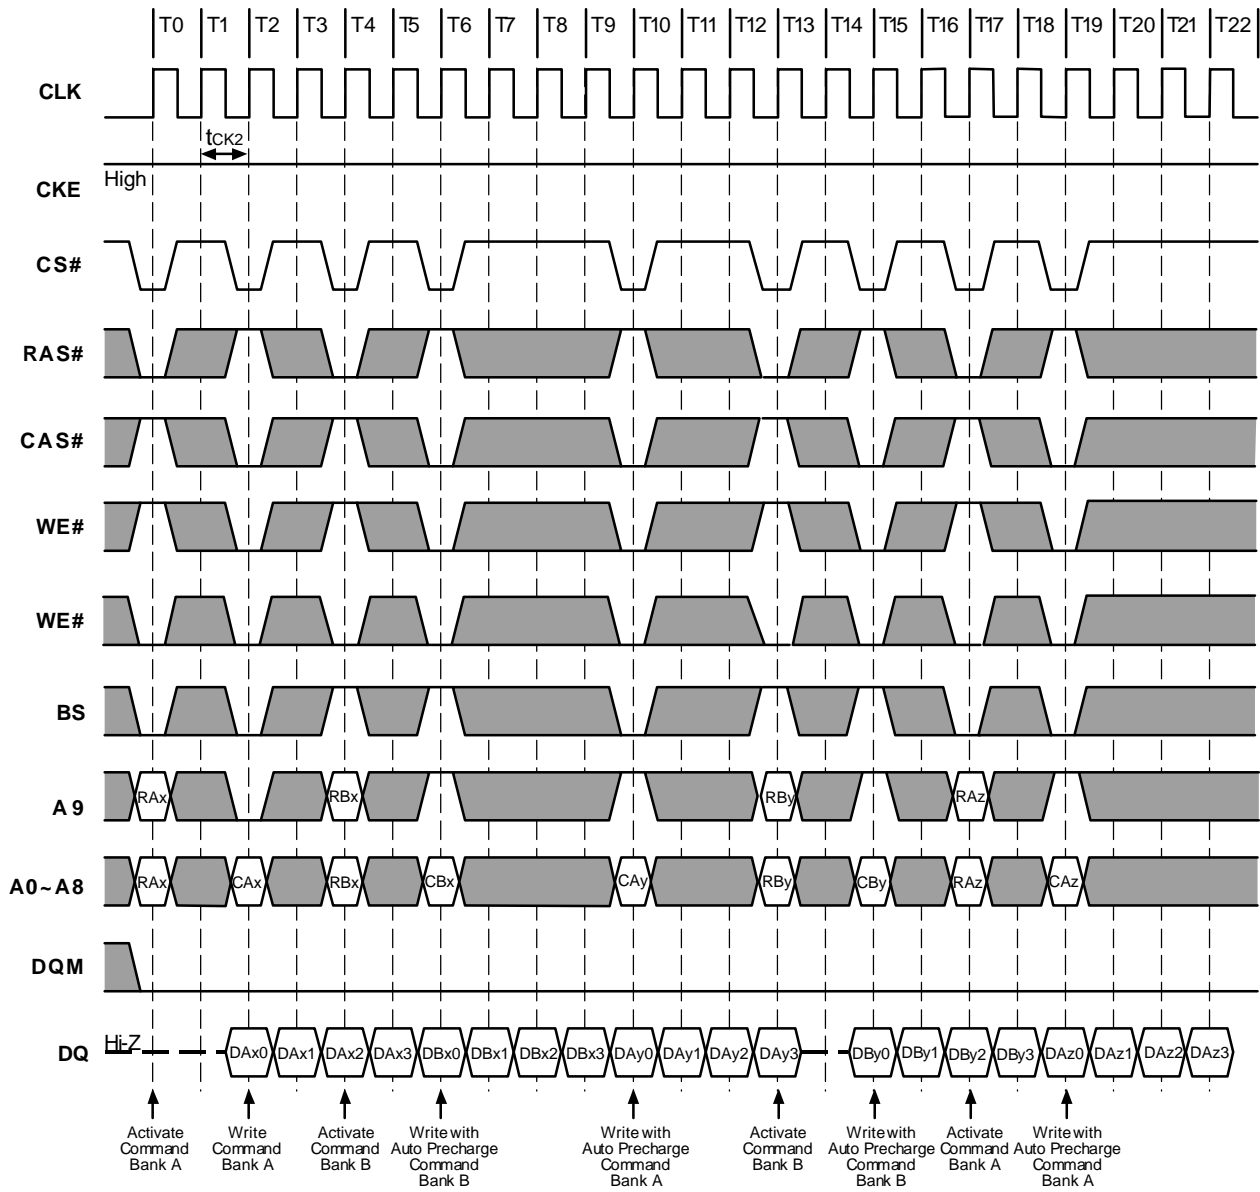 T0 T1 T2 T3 T4 T5 T6 T7 T8 T9 T10 T11 T12 T13 T14 T15 T16 T17 T18 T19 T20 T21 T22
CLK
tCK2
High
CKE
CS#
RAS#
CAS#
WE#
WE#
BS
A9 RAx RBx RBy RAz
A0~A8 RAx CAx RBx CBx CAy RBy CBy RAz CAz
DQM
DQ Hi-Z DAx0 DAx1 DAx2 DAx3 DBx0 DBx1 DBx2 DBx3 DAy0 DAy1 DAy2 DAy3 DBy0 DBy1 DBy2 DBy3 DAz0 DAz1 DAz2 DAz3
Activate
Command
Bank A
Write
Command
Bank A
Activate
Command
Bank B
Write with
Auto Precharge
Command
Bank B
Write with
Auto Precharge
Command
Bank A
Activate
Command
Bank B
Write with
Auto Precharge
Command
Bank B
Activate
Command
Bank A
Write with
Auto Precharge
Command
Bank A